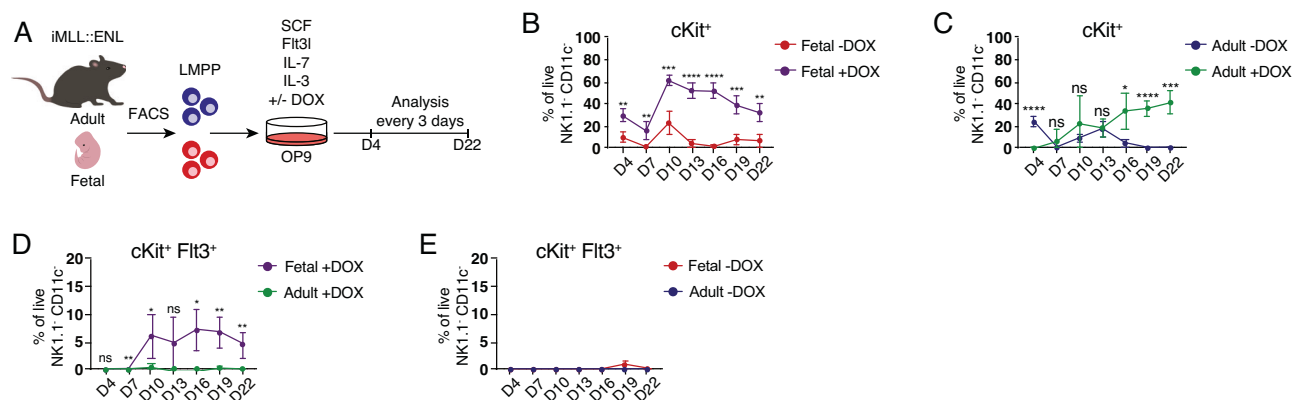 A
iMLL::ENL
Adult
Fetal
FACS
LMPP
SCF
Flt3l
IL-7
IL-3
+/- DOX
OP9
Analysis
every 3 days
D4
D22
B
cKit⁺
% of live
NK1.1⁻ CD11c⁻
100
80
60
40
20
0
** ** *** **** **** *** **
D4 D7 D10 D13 D16 D19 D22
Fetal -DOX
Fetal +DOX
C
cKit⁺
% of live
NK1.1⁻ CD11c⁻
100
80
60
40
20
0
**** ns ns ns * **** ***
D4 D7 D10 D13 D16 D19 D22
Adult -DOX
Adult +DOX
D
cKit⁺ Flt3⁺
% of live
NK1.1⁻ CD11c⁻
20
15
10
5
0
ns ** * ns * ** **
D4 D7 D10 D13 D16 D19 D22
Fetal +DOX
Adult +DOX
E
cKit⁺ Flt3⁺
% of live
NK1.1⁻ CD11c⁻
20
15
10
5
0
D4 D7 D10 D13 D16 D19 D22
Fetal -DOX
Adult -DOX